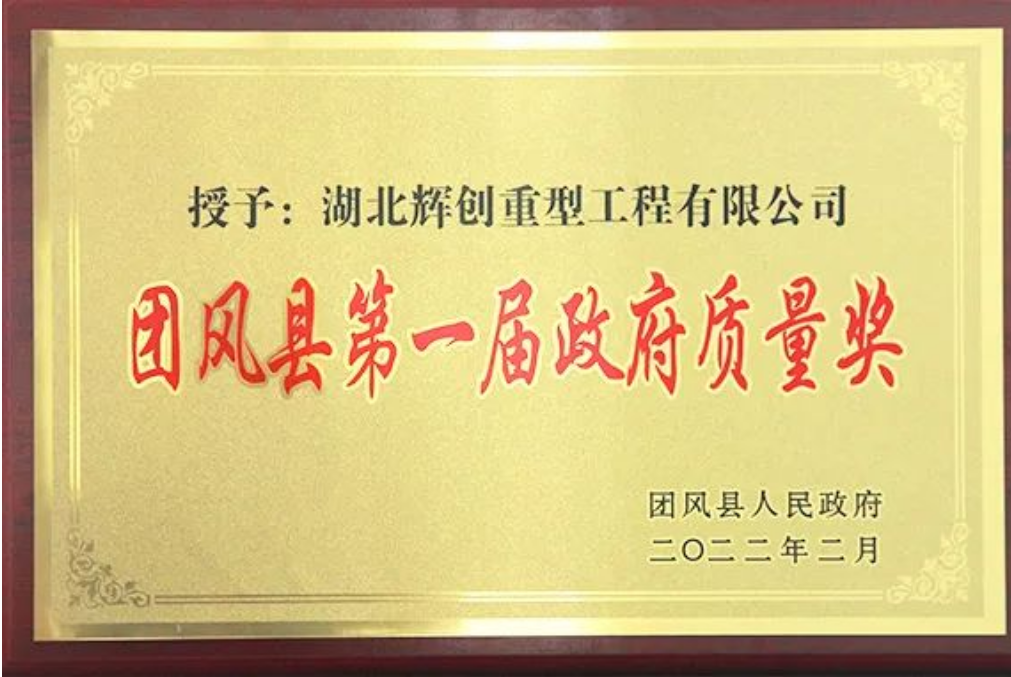 授予：湖北辉创重型工程有限公司
团风县第一届政府质量奖
团风县人民政府
二〇二二年二月